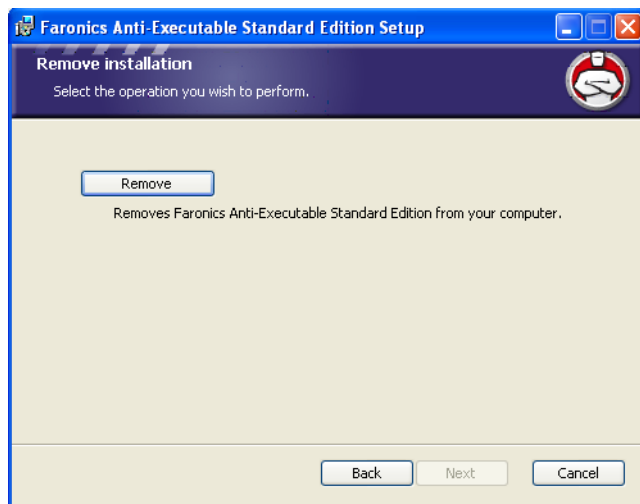 Faronics Anti-Executable Standard Edition Setup
Remove installation
Select the operation you wish to perform.
Remove
Removes Faronics Anti-Executable Standard Edition from your computer.
Back Next Cancel